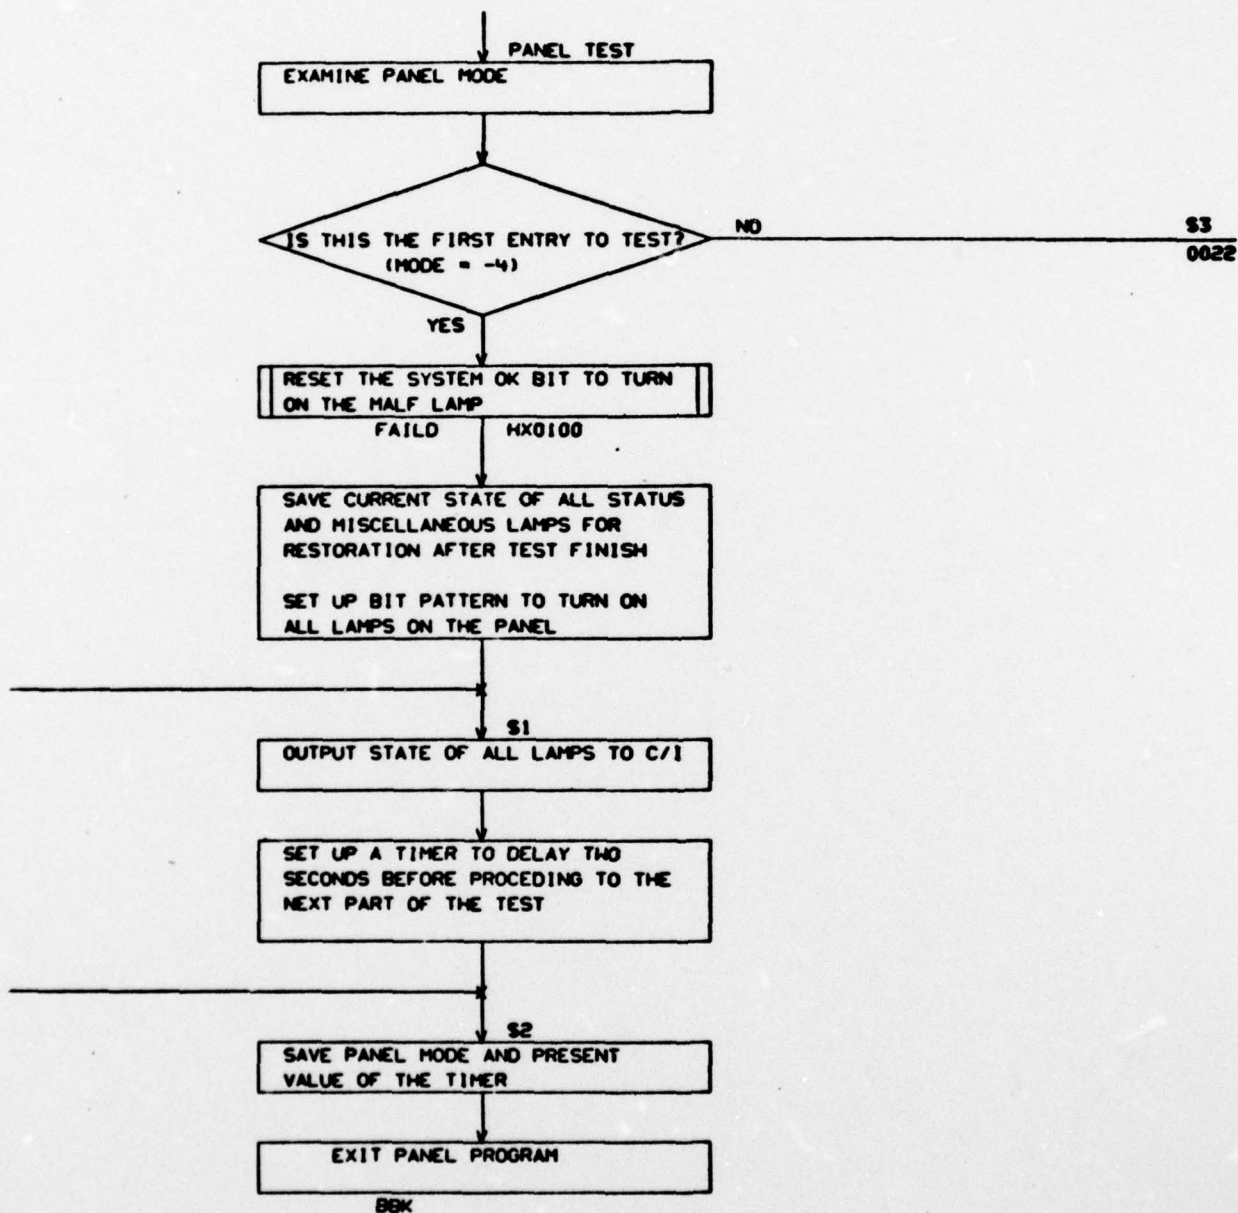 PANEL TEST
EXAMINE PANEL MODE
IS THIS THE FIRST ENTRY TO TEST?
(MODE = -4)
NO
$3
0022
YES
RESET THE SYSTEM OK BIT TO TURN
ON THE MALF LAMP
FAILD HX0100
SAVE CURRENT STATE OF ALL STATUS
AND MISCELLANEOUS LAMPS FOR
RESTORATION AFTER TEST FINISH
SET UP BIT PATTERN TO TURN ON
ALL LAMPS ON THE PANEL
$1
OUTPUT STATE OF ALL LAMPS TO C/I
SET UP A TIMER TO DELAY TWO
SECONDS BEFORE PROCEDING TO THE
NEXT PART OF THE TEST
$2
SAVE PANEL MODE AND PRESENT
VALUE OF THE TIMER
EXIT PANEL PROGRAM
BBK